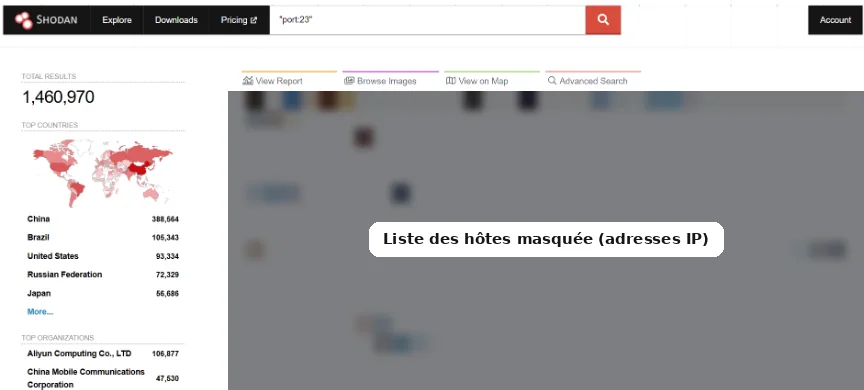 SHODAN Explore Downloads Pricing "port:23" Account
TOTAL RESULTS
1,460,970
TOP COUNTRIES
China 388,564
Brazil 105,343
United States 93,334
Russian Federation 72,329
Japan 56,686
More...
TOP ORGANIZATIONS
Aliyun Computing Co., LTD 106,877
China Mobile Communications
Corporation 47,530
View Report Browse Images View on Map Advanced Search
Liste des hôtes masquée (adresses IP)